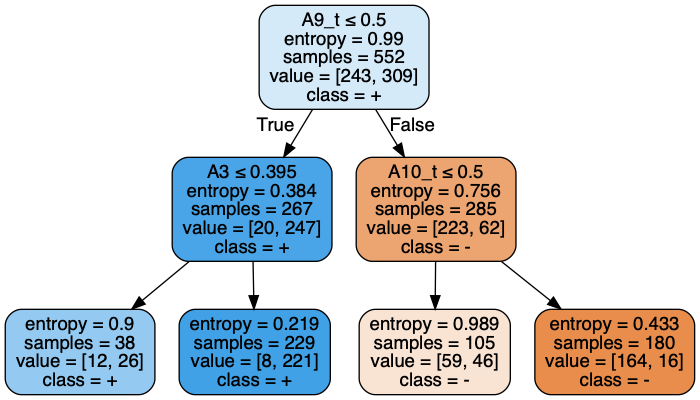 A9_t ≤ 0.5
entropy = 0.99
samples = 552
value = [243, 309]
class = +
True
False
A3 ≤ 0.395
entropy = 0.384
samples = 267
value = [20, 247]
class = +
A10_t ≤ 0.5
entropy = 0.756
samples = 285
value = [223, 62]
class = -
entropy = 0.9
samples = 38
value = [12, 26]
class = +
entropy = 0.219
samples = 229
value = [8, 221]
class = +
entropy = 0.989
samples = 105
value = [59, 46]
class = -
entropy = 0.433
samples = 180
value = [164, 16]
class = -